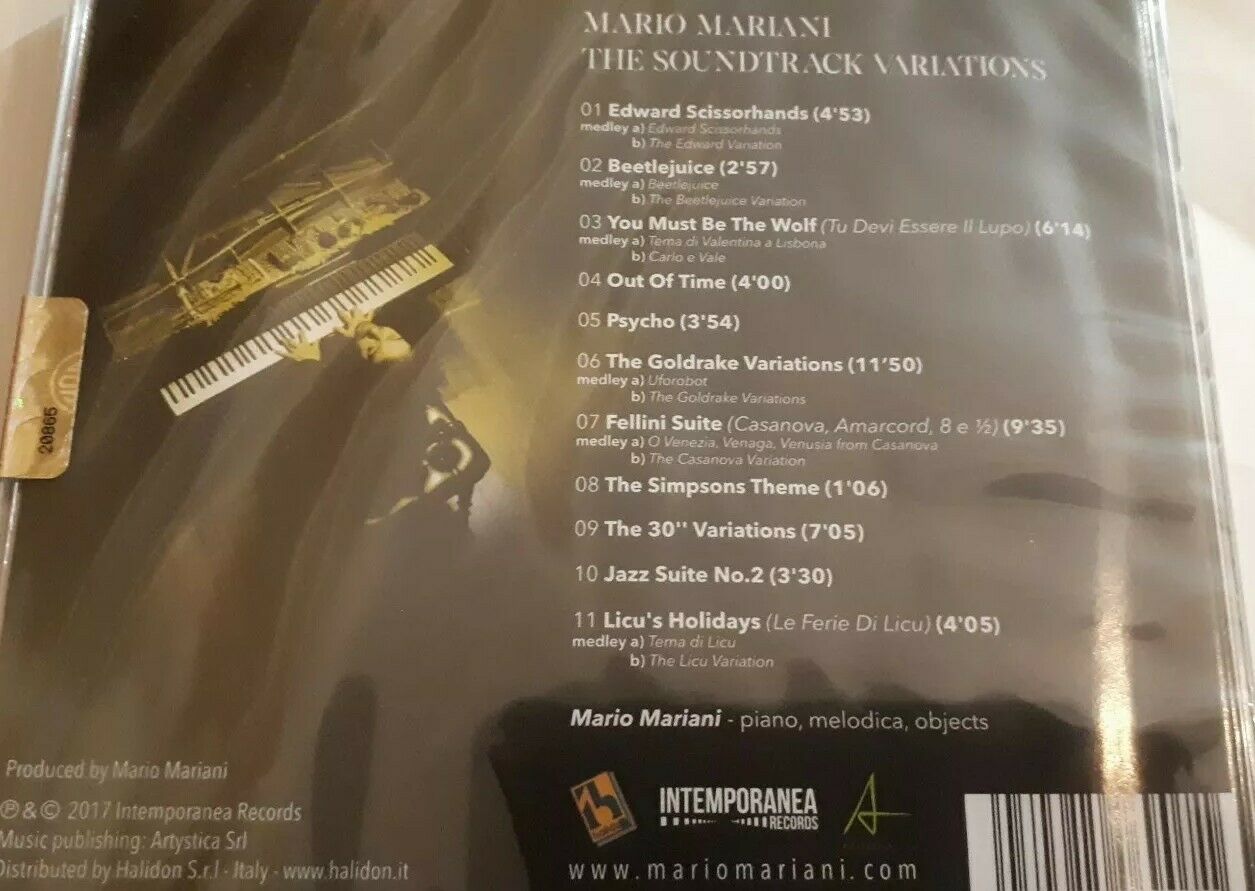 MARIO MARIANI
THE SOUNDTRACK VARIATIONS
01 Edward Scissorhands (4'53)
medley a) Edward Scissorhands
b) The Edward Variation
02 Beetlejuice (2'57)
medley a) Beetlejuice
b) The Beetlejuice Variation
03 You Must Be The Wolf (Tu Devi Essere Il Lupo) (6'14)
medley a) Tema di Valentina a Lisbona
b) Carlo e Vale
04 Out Of Time (4'00)
05 Psycho (3'54)
06 The Goldrake Variations (11'50)
medley a) Uforobot
b) The Goldrake Variations
07 Fellini Suite (Casanova, Amarcord, 8 e ½) (9'35)
medley a) O Venezia, Venaga, Venusia from Casanova
b) The Casanova Variation
08 The Simpsons Theme (1'06)
09 The 30'' Variations (7'05)
10 Jazz Suite No.2 (3'30)
11 Licu's Holidays (Le Ferie Di Licu) (4'05)
medley a) Tema di Licu
b) The Licu Variation
Mario Mariani - piano, melodica, objects
20865
Produced by Mario Mariani
℗ & © 2017 Intemporanea Records
Music publishing: Artystica Srl
Distributed by Halidon S.r.l - Italy - www.halidon.it
INTEMPORANEA
RECORDS
www.mariomariani.com